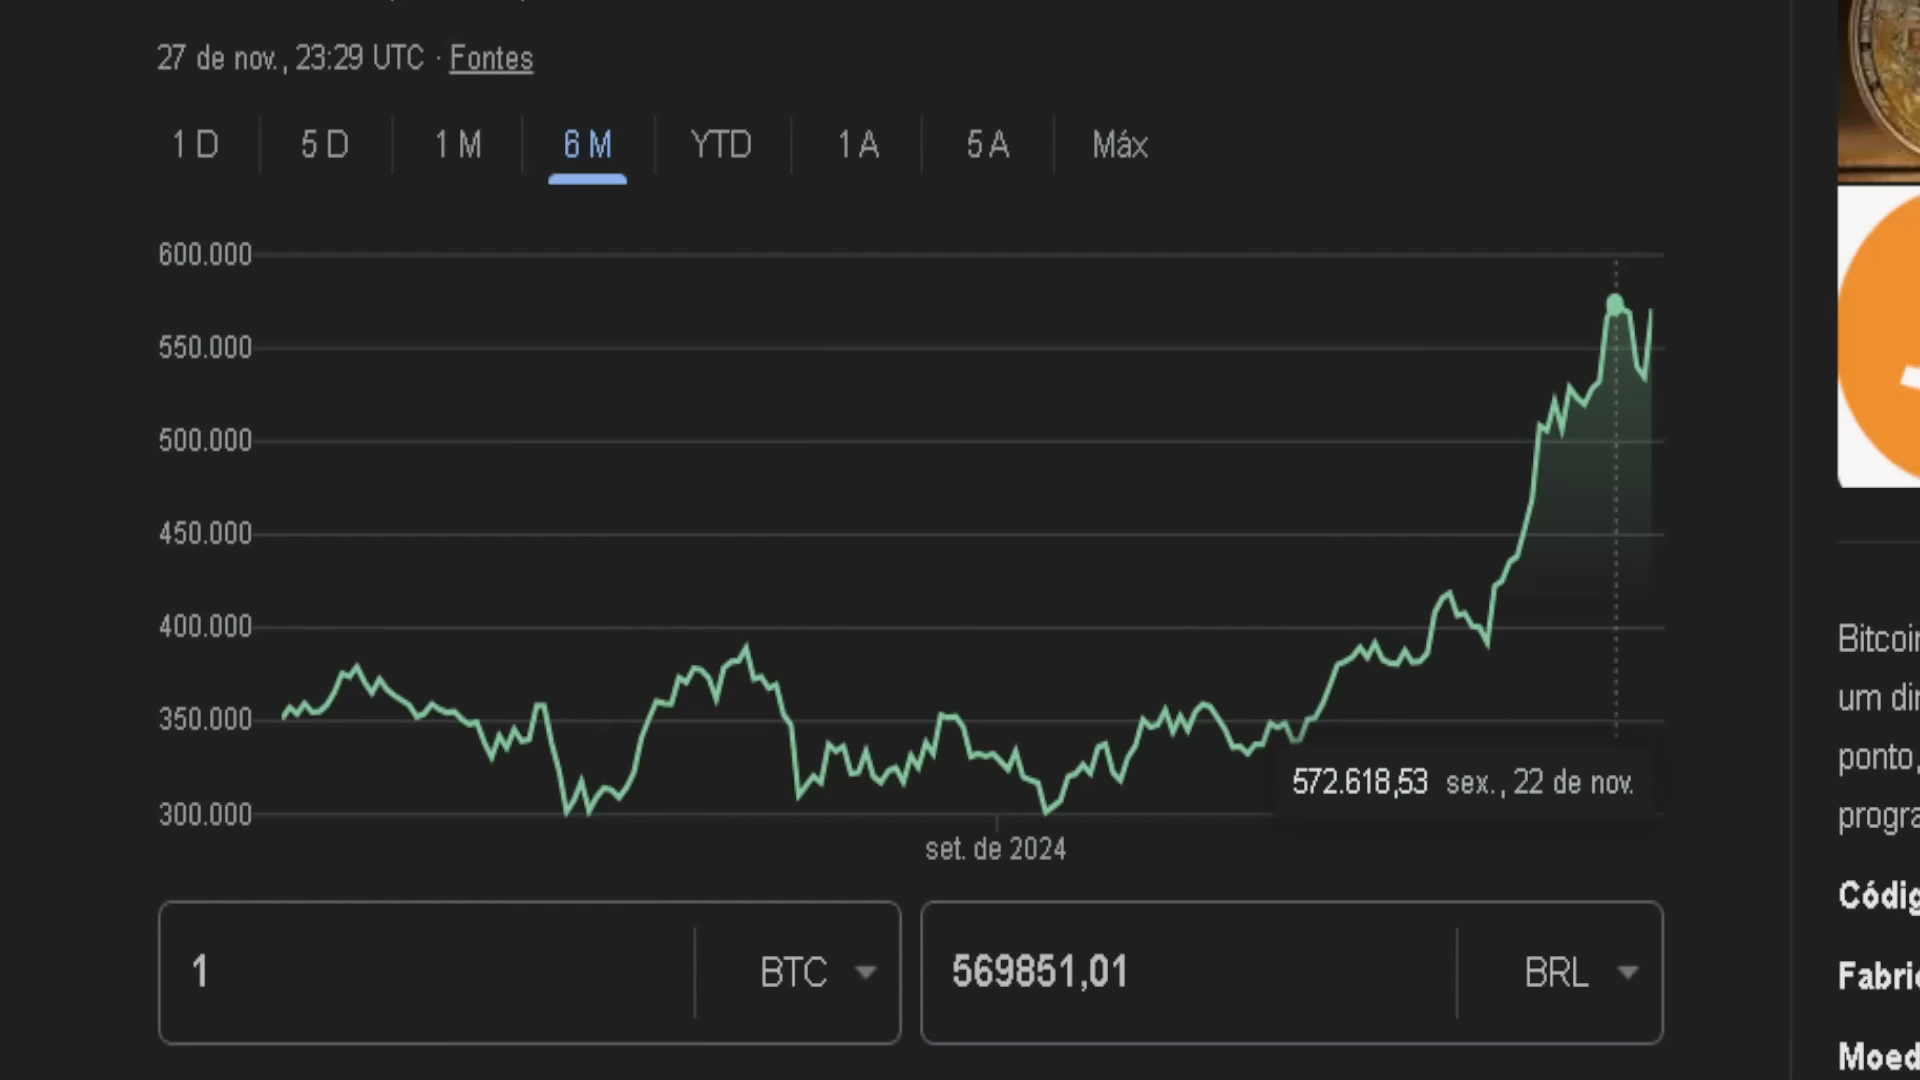 27 de nov., 23:29 UTC · Fontes
1 D 5 D 1 M 6 M YTD 1 A 5 A Máx
600.000
550.000
500.000
450.000
400.000
350.000
300.000
572.618,53 sex., 22 de nov.
set. de 2024
1 BTC 569851,01 BRL
um
ponto,